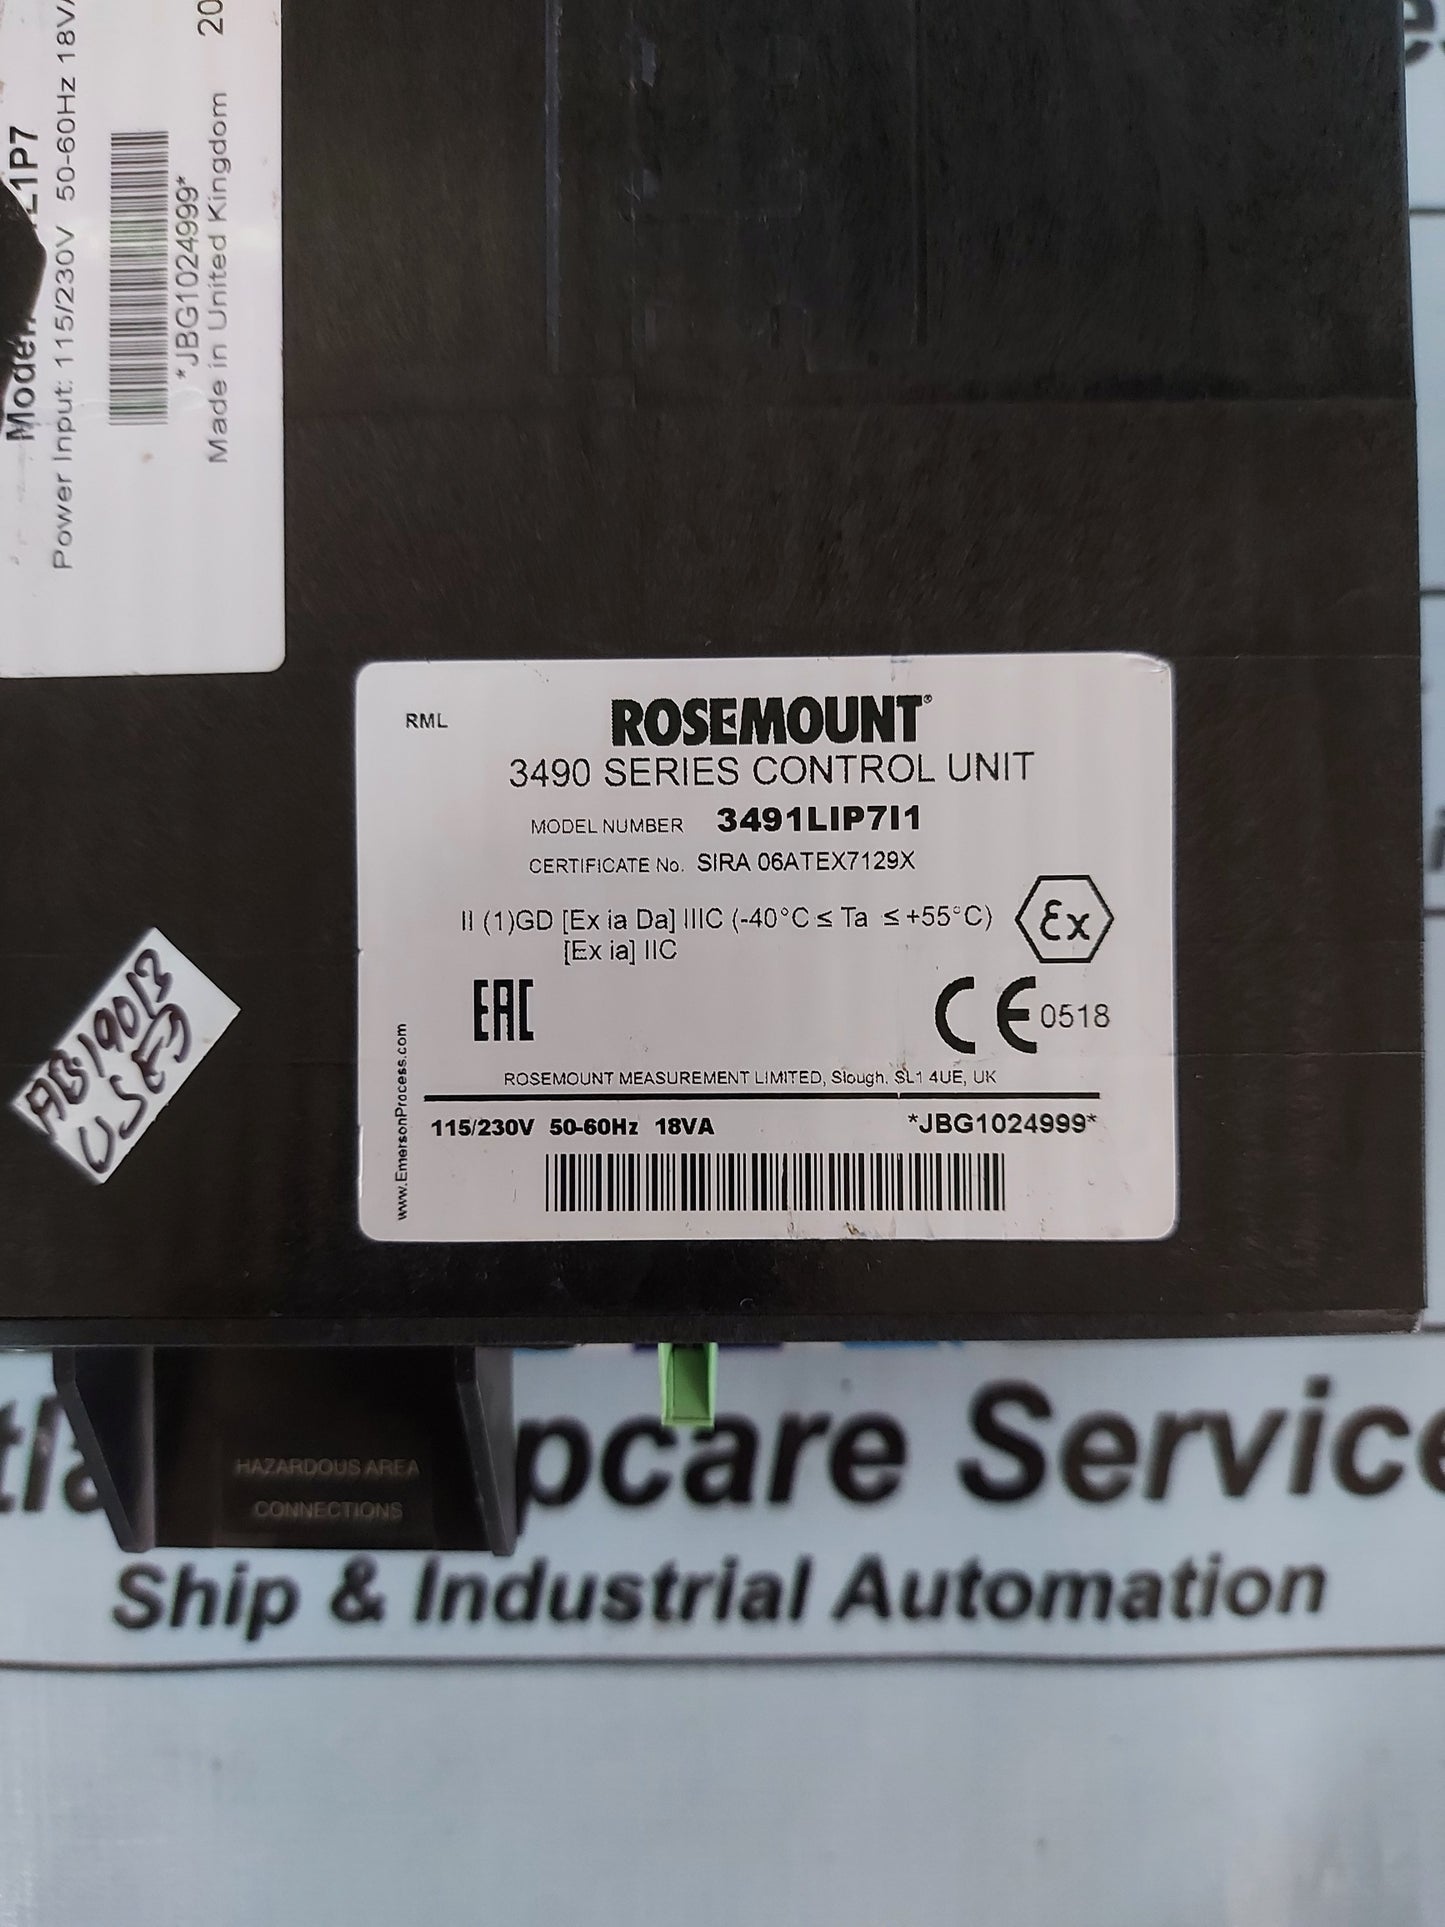 20
Model:
L1P7
Power Input: 115/230V 50-60Hz 18VA
*JBG1024999*
Made in United Kingdom
RML
ROSEMOUNT®
3490 SERIES CONTROL UNIT
MODEL NUMBER 3491LIP7I1
CERTIFICATE No. SIRA 06ATEX7129X
II (1)GD [Ex ia Da] IIIC (-40°C ≤ Ta ≤ +55°C)
[Ex ia] IIC
Ex
EAC
CE 0518
www.EmersonProcess.com
ROSEMOUNT MEASUREMENT LIMITED, Slough, SL1 4UE, UK
115/230V 50-60Hz 18VA *JBG1024999*
USED
HAZARDOUS AREA
CONNECTIONS
pcare Service
Ship & Industrial Automation